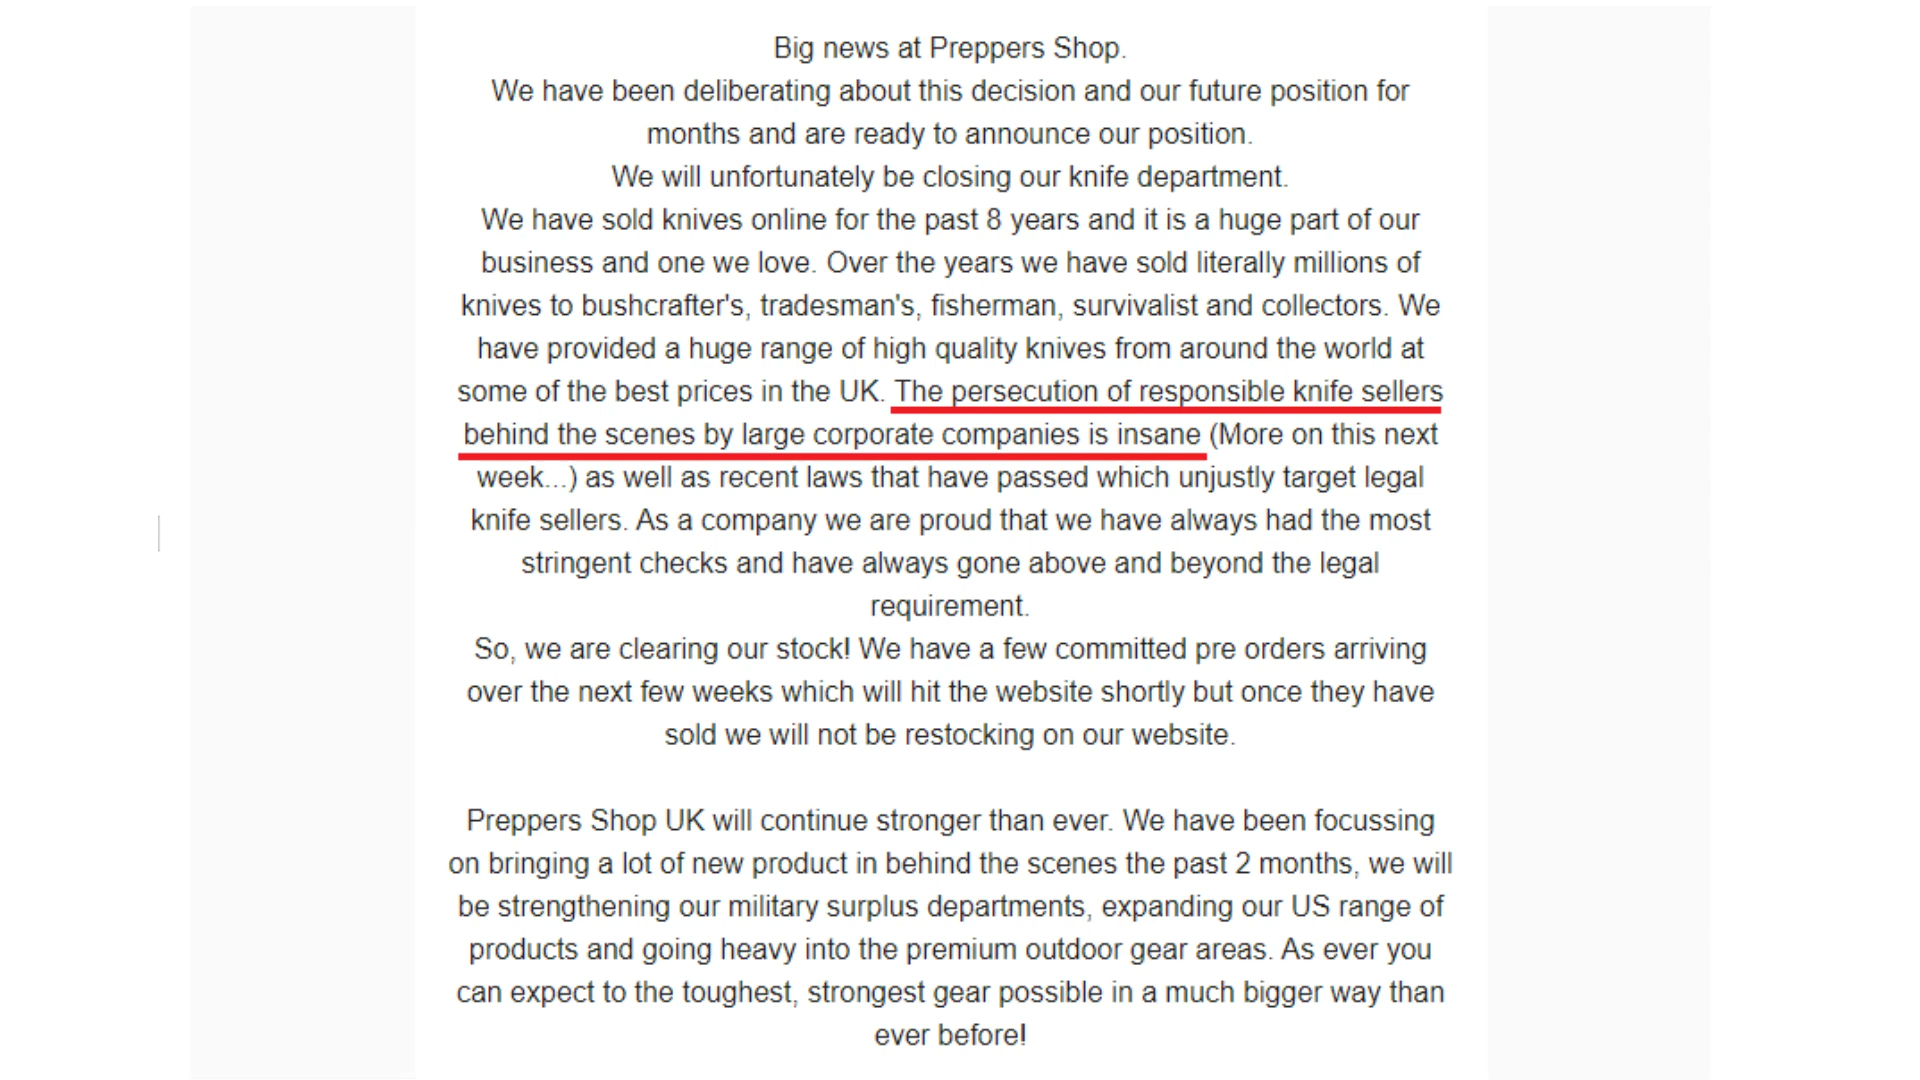 Big news at Preppers Shop.
We have been deliberating about this decision and our future position for
months and are ready to announce our position.
We will unfortunately be closing our knife department.
We have sold knives online for the past 8 years and it is a huge part of our
business and one we love. Over the years we have sold literally millions of
knives to bushcrafter's, tradesman's, fisherman, survivalist and collectors. We
have provided a huge range of high quality knives from around the world at
some of the best prices in the UK. The persecution of responsible knife sellers
behind the scenes by large corporate companies is insane (More on this next
week...) as well as recent laws that have passed which unjustly target legal
knife sellers. As a company we are proud that we have always had the most
stringent checks and have always gone above and beyond the legal
requirement.
So, we are clearing our stock! We have a few committed pre orders arriving
over the next few weeks which will hit the website shortly but once they have
sold we will not be restocking on our website.
Preppers Shop UK will continue stronger than ever. We have been focussing
on bringing a lot of new product in behind the scenes the past 2 months, we will
be strengthening our military surplus departments, expanding our US range of
products and going heavy into the premium outdoor gear areas. As ever you
can expect to the toughest, strongest gear possible in a much bigger way than
ever before!